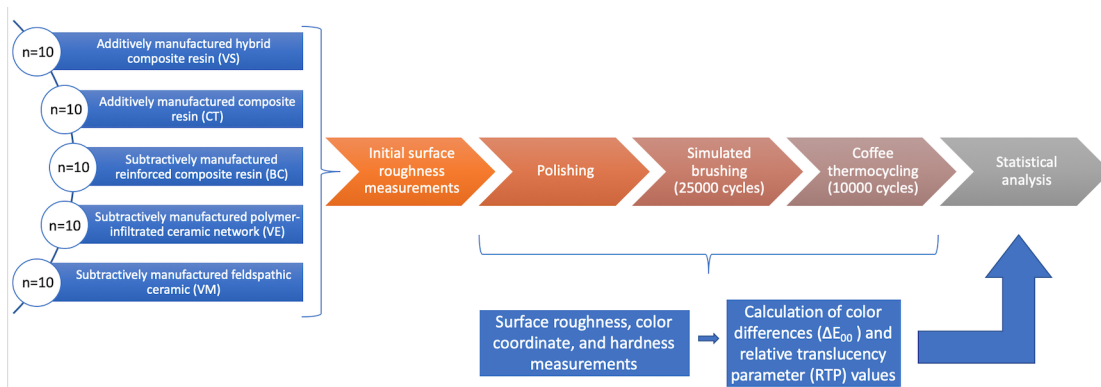 n=10
Additively manufactured hybrid
composite resin (VS)
n=10
Additively manufactured composite
resin (CT)
n=10
Subtractively manufactured
reinforced composite resin (BC)
n=10
Subtractively manufactured polymer-
infiltrated ceramic network (VE)
n=10
Subtractively manufactured feldspathic
ceramic (VM)
Initial surface
roughness
measurements
Polishing
Simulated
brushing
(25000 cycles)
Coffee
thermocycling
(10000 cycles)
Statistical
analysis
Surface roughness, color
coordinate, and hardness
measurements
Calculation of color
differences (ΔE₀₀ ) and
relative translucency
parameter (RTP) values